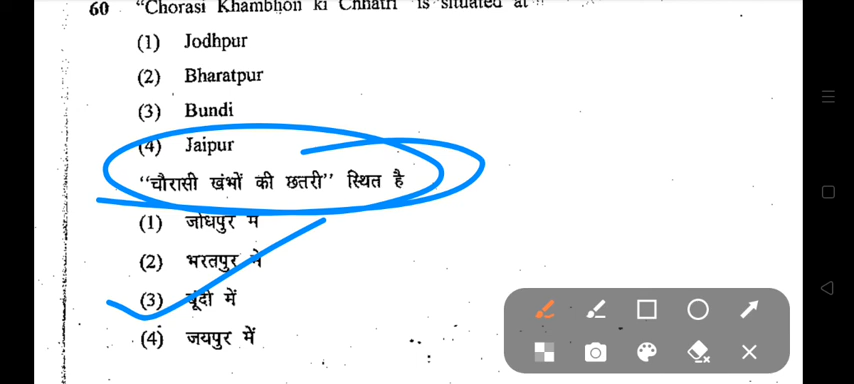 60 "Chorasi Khambhon ki Chhatri" is situated at
(1) Jodhpur
(2) Bharatpur
(3) Bundi
(4) Jaipur
"चौरासी खंभों की छतरी" स्थित है
(1) जोधपुर में
(2) भरतपुर में
(3) बूंदी में
(4) जयपुर में